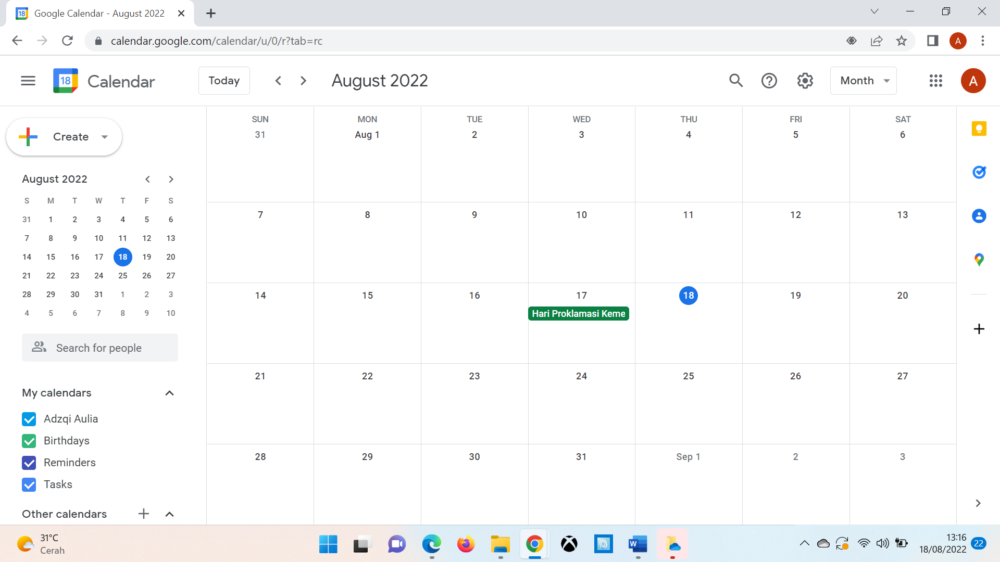 Google Calendar - August 2022
calendar.google.com/calendar/u/0/r?tab=rc
A
18
Calendar
Today
August 2022
Month
A
Create
August 2022
S M T W T F S
31 1 2 3 4 5 6
7 8 9 10 11 12 13
14 15 16 17 18 19 20
21 22 23 24 25 26 27
28 29 30 31 1 2 3
4 5 6 7 8 9 10
Search for people
My calendars
Adzqi Aulia
Birthdays
Reminders
Tasks
Other calendars
SUN MON TUE WED THU FRI SAT
31 Aug 1 2 3 4 5 6
7 8 9 10 11 12 13
14 15 16 17 18 19 20
Hari Proklamasi Keme
21 22 23 24 25 26 27
28 29 30 31 Sep 1 2 3
31°C
Cerah
W
13:16
18/08/2022
22